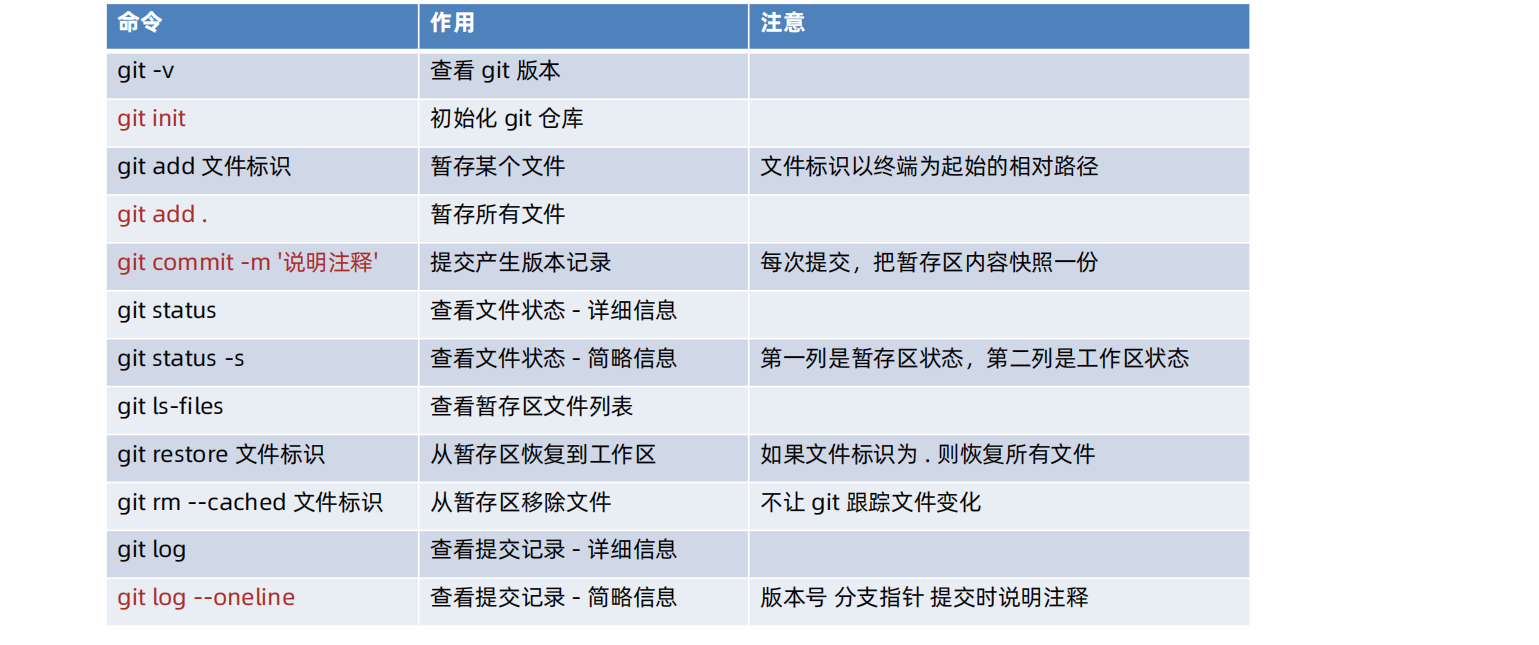 命令 作用 注意
git -v 查看 git 版本
git init 初始化 git 仓库
git add 文件标识 暂存某个文件 文件标识以终端为起始的相对路径
git add . 暂存所有文件
git commit -m '说明注释' 提交产生版本记录 每次提交，把暂存区内容快照一份
git status 查看文件状态 - 详细信息
git status -s 查看文件状态 - 简略信息 第一列是暂存区状态，第二列是工作区状态
git ls-files 查看暂存区文件列表
git restore 文件标识 从暂存区恢复到工作区 如果文件标识为 . 则恢复所有文件
git rm --cached 文件标识 从暂存区移除文件 不让 git 跟踪文件变化
git log 查看提交记录 - 详细信息
git log --oneline 查看提交记录 - 简略信息 版本号 分支指针 提交时说明注释